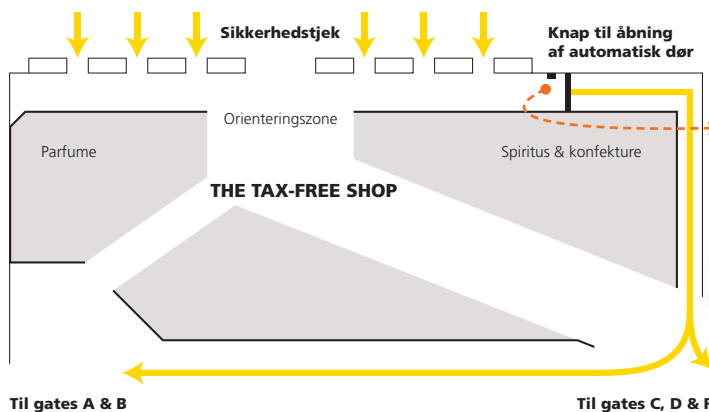 Sikkerhedstjek
Knap til åbning
af automatisk dør
Orienteringszone
Parfume
Spiritus & konfekture
THE TAX-FREE SHOP
Til gates A & B
Til gates C, D & F